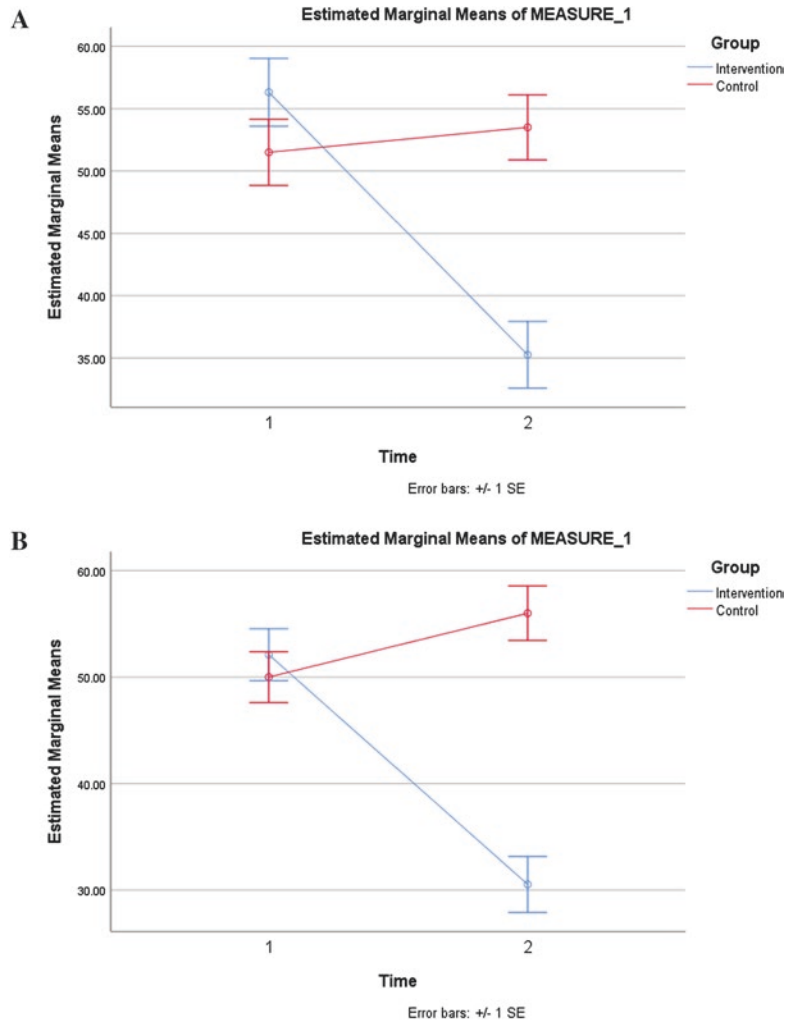 A
Estimated Marginal Means of MEASURE_1
Group
Intervention
Control
Estimated Marginal Means
60.00
55.00
50.00
45.00
40.00
35.00
1 2
Time
Error bars: +/- 1 SE
B
Estimated Marginal Means of MEASURE_1
Group
Intervention
Control
Estimated Marginal Means
60.00
50.00
40.00
30.00
1 2
Time
Error bars: +/- 1 SE